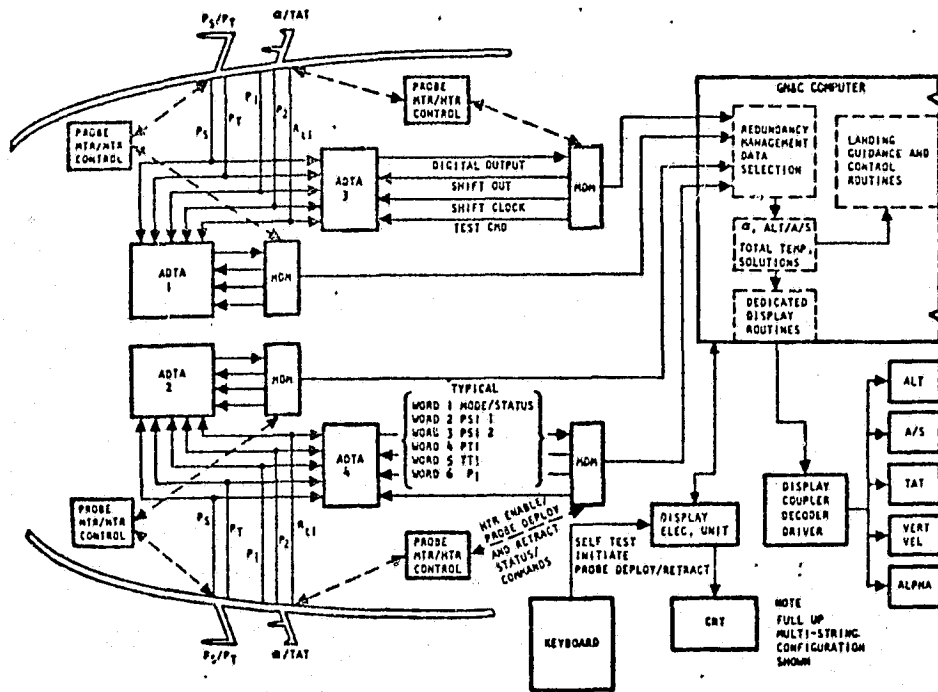 PS/PT
α/TAT
PROBE
MTR/HTR
CONTROL
PROBE
MTR/HTR
CONTROL
PS
PT
P1
P2
ADTA
3
DIGITAL OUTPUT
SHIFT OUT
SHIFT CLOCK
TEST CMD
MDM
ADTA
1
MDM
GN&C COMPUTER
REDUNDANCY
MANAGEMENT
DATA
SELECTION
LANDING
GUIDANCE AND
CONTROL
ROUTINES
α, ALT/A/S
TOTAL TEMP,
SOLUTIONS
DEDICATED
DISPLAY
ROUTINES
ADTA
2
MDM
TYPICAL
WORD 1 MODE/STATUS
WORD 2 PSI 1
WORD 3 PSI 2
WORD 4 PTI
WORD 5 TTI
WORD 6 P1
ADTA
4
MDM
PROBE
MTR/HTR
CONTROL
PS
PT
P1
P2
PROBE
MTR/HTR
CONTROL
HTR ENABLE/
PROBE DEPLOY
AND RETRACT
STATUS/
COMMANDS
PS/PT
α/TAT
SELF TEST
INITIATE
PROBE DEPLOY/RETRACT
KEYBOARD
DISPLAY
ELEC, UNIT
CRT
DISPLAY
COUPLER
DECODER
DRIVER
ALT
A/S
TAT
VERT
VEL
ALPHA
NOTE
FULL UP
MULTI-STRING
CONFIGURATION
SHOWN